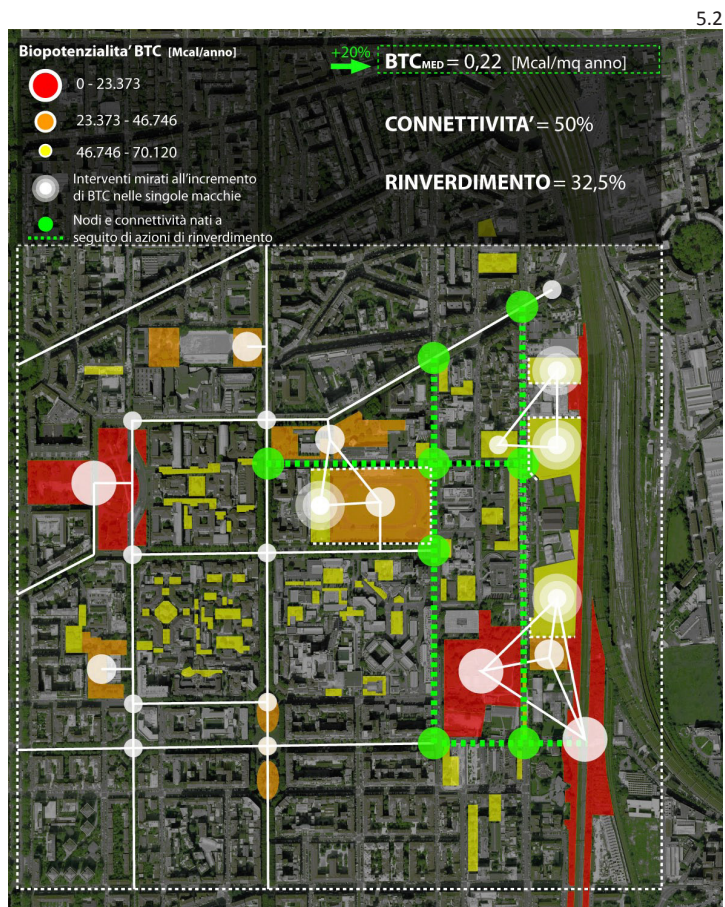 5.2
Biopotenzialita' BTC [Mcal/anno]
0 - 23.373
23.373 - 46.746
46.746 - 70.120
Interventi mirati all'incremento
di BTC nelle singole macchie
Nodi e connettività nati a
seguito di azioni di rinverdimento
+20%
BTCMED = 0,22 [Mcal/mq anno]
CONNETTIVITA' = 50%
RINVERDIMENTO = 32,5%